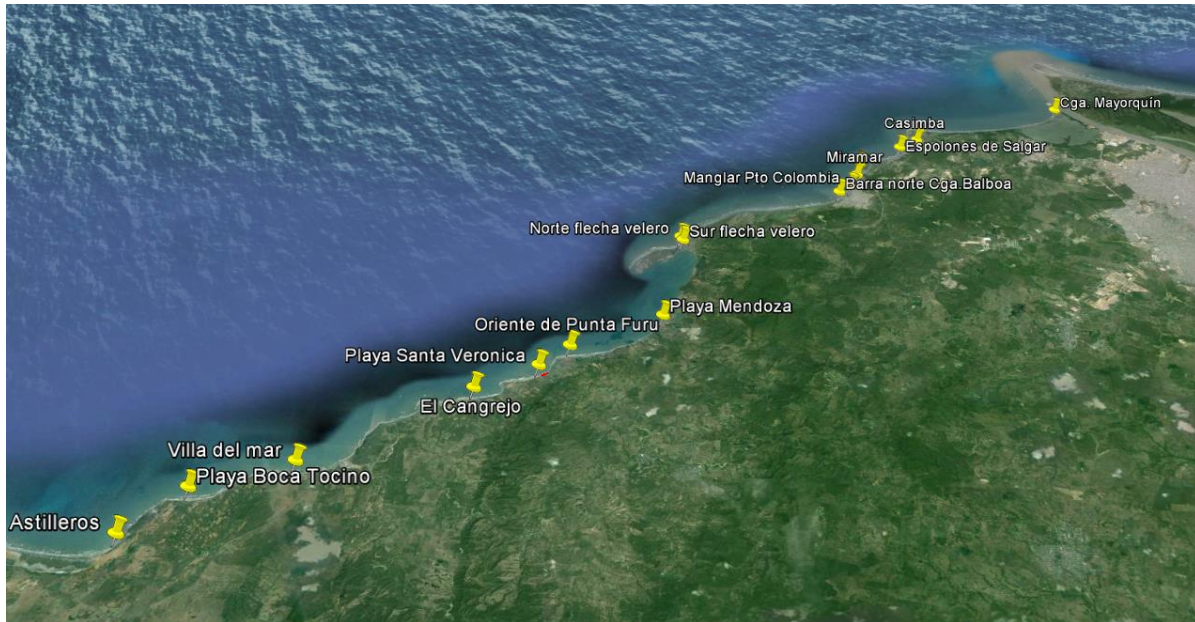 Cga. Mayorquín
Casimba
Espolones de Salgar
Miramar
Manglar Pto Colombia
Barra norte Cga.Balboa
Norte flecha velero
Sur flecha velero
Playa Mendoza
Oriente de Punta Furu
Playa Santa Veronica
El Cangrejo
Villa del mar
Playa Boca Tocino
Astilleros